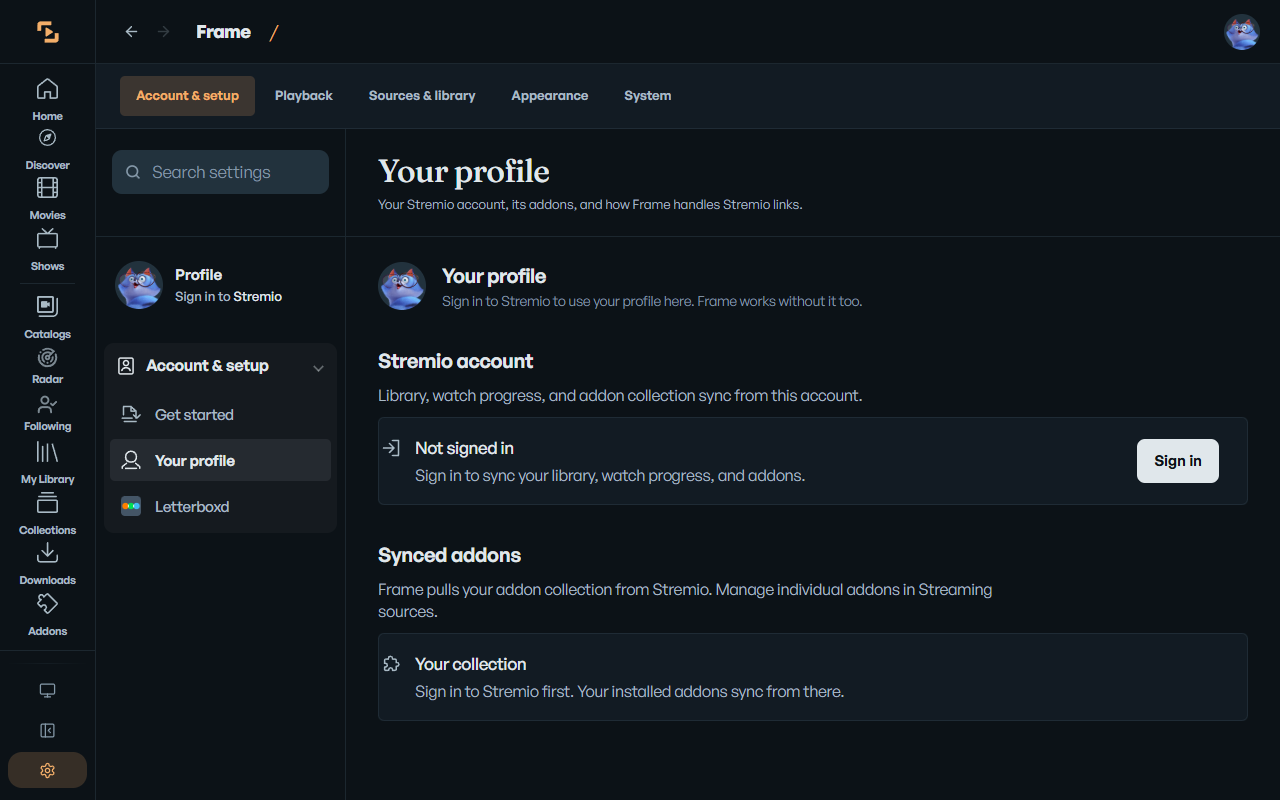 Frame /
Account & setup
Playback
Sources & library
Appearance
System
Home
Discover
Movies
Shows
Catalogs
Radar
Following
My Library
Collections
Downloads
Addons
Search settings
Profile
Sign in to Stremio
Account & setup
Get started
Your profile
Letterboxd
Your profile
Your Stremio account, its addons, and how Frame handles Stremio links.
Your profile
Sign in to Stremio to use your profile here. Frame works without it too.
Stremio account
Library, watch progress, and addon collection sync from this account.
Not signed in
Sign in to sync your library, watch progress, and addons.
Sign in
Synced addons
Frame pulls your addon collection from Stremio. Manage individual addons in Streaming
sources.
Your collection
Sign in to Stremio first. Your installed addons sync from there.